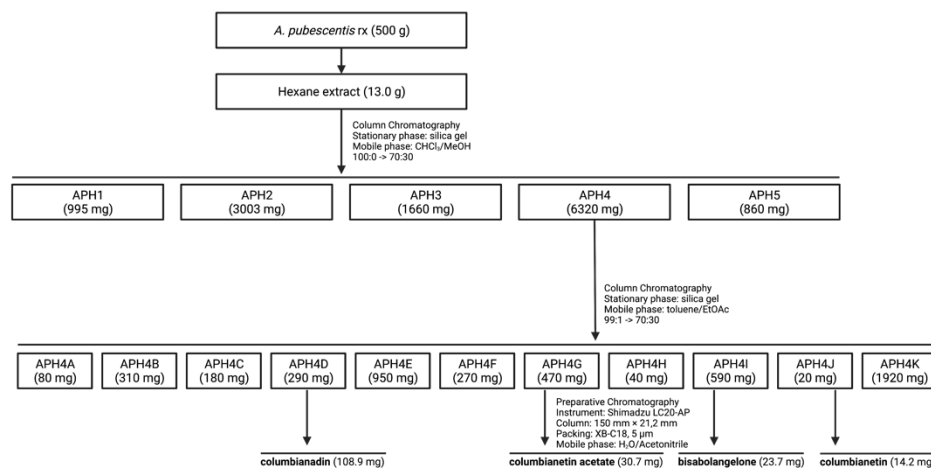 A. pubescentis rx (500 g)
Hexane extract (13.0 g)
Column Chromatography
Stationary phase: silica gel
Mobile phase: CHCl₃/MeOH
100:0 -> 70:30
APH1
(995 mg)
APH2
(3003 mg)
APH3
(1660 mg)
APH4
(6320 mg)
APH5
(860 mg)
Column Chromatography
Stationary phase: silica gel
Mobile phase: toluene/EtOAc
99:1 -> 70:30
APH4A
(80 mg)
APH4B
(310 mg)
APH4C
(180 mg)
APH4D
(290 mg)
APH4E
(950 mg)
APH4F
(270 mg)
APH4G
(470 mg)
APH4H
(40 mg)
APH4I
(590 mg)
APH4J
(20 mg)
APH4K
(1920 mg)
Preparative Chromatography
Instrument: Shimadzu LC20-AP
Column: 150 mm × 21,2 mm
Packing: XB-C18, 5 µm
Mobile phase: H₂O/Acetonitrile
columbianadin (108.9 mg)
columbianetin acetate (30.7 mg)
bisabolangelone (23.7 mg)
columbianetin (14.2 mg)